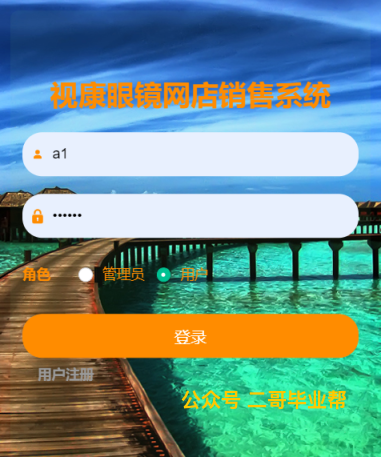 视康眼镜网店销售系统
a1
••••••
角色 管理员 用户
登录
用户注册
公众号 二哥毕业帮